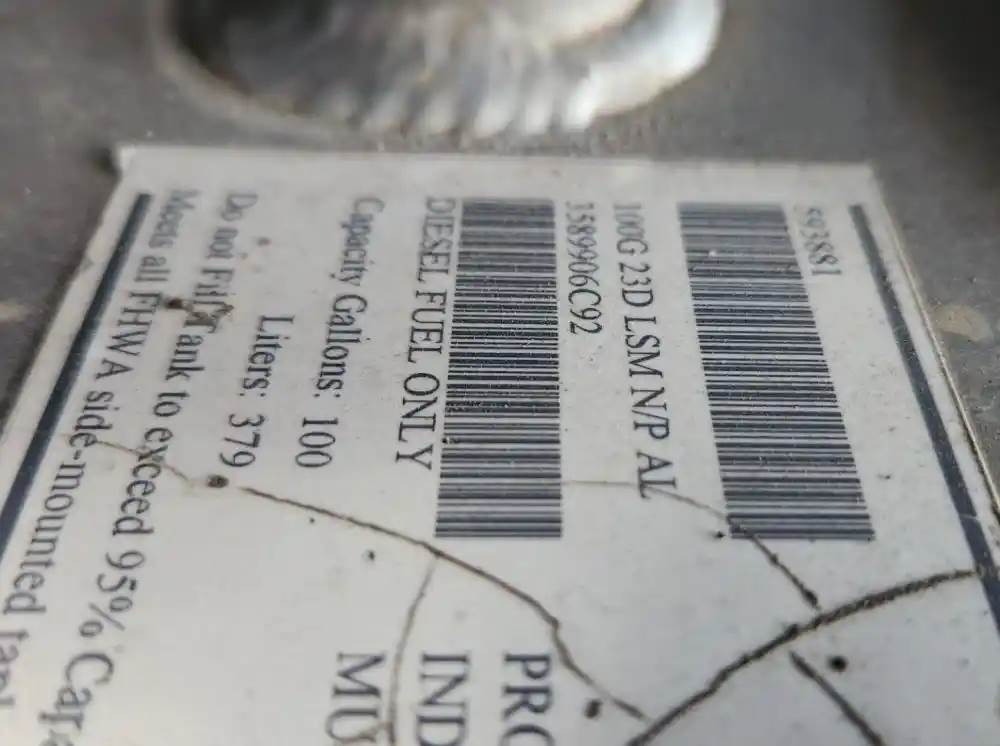 593881
100G 23D LSM N/P AL
3589906C92
DIESEL FUEL ONLY
Capacity Gallons: 100
Liters: 379
Do not Fill Tank to exceed 95% Capa
Meets all FHWA side-mounted
PRO
IND
MU